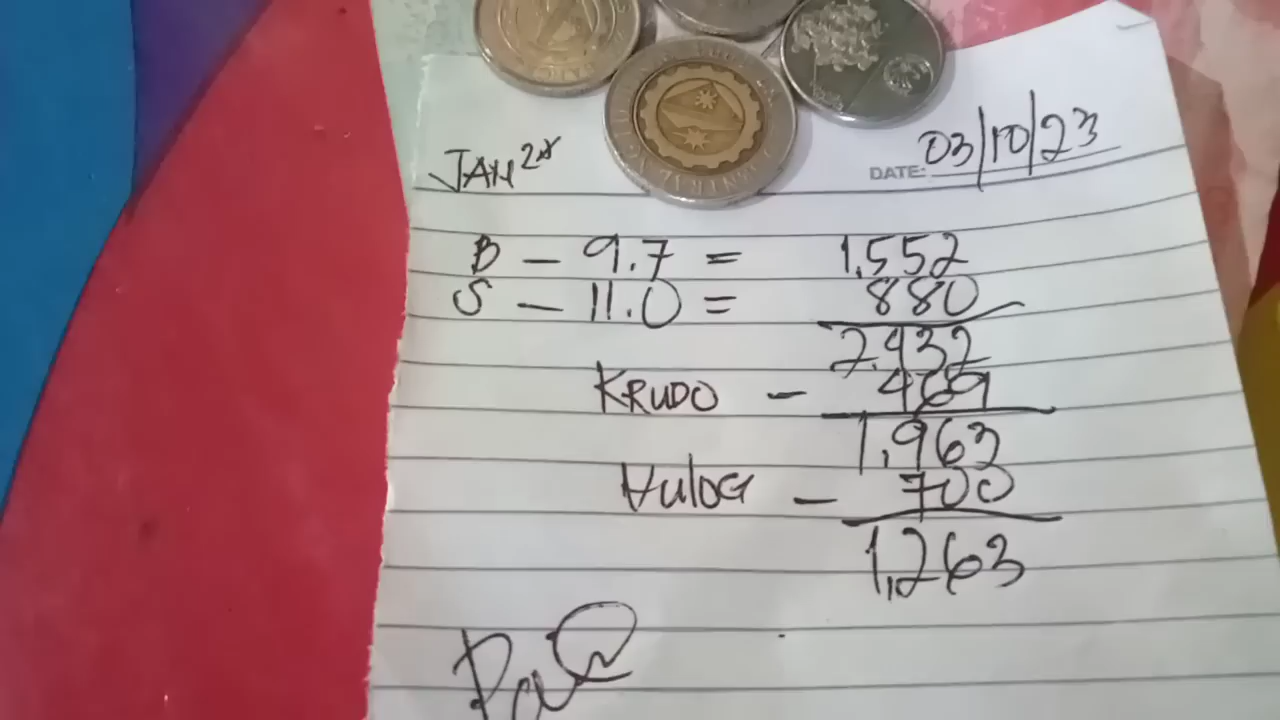 JAN 2x
DATE: 03/10/23
B - 9.7 = 1,552
S - 11.0 = 880
2,432
KRUDO - 469
1,963
HULOG - 700
1,263